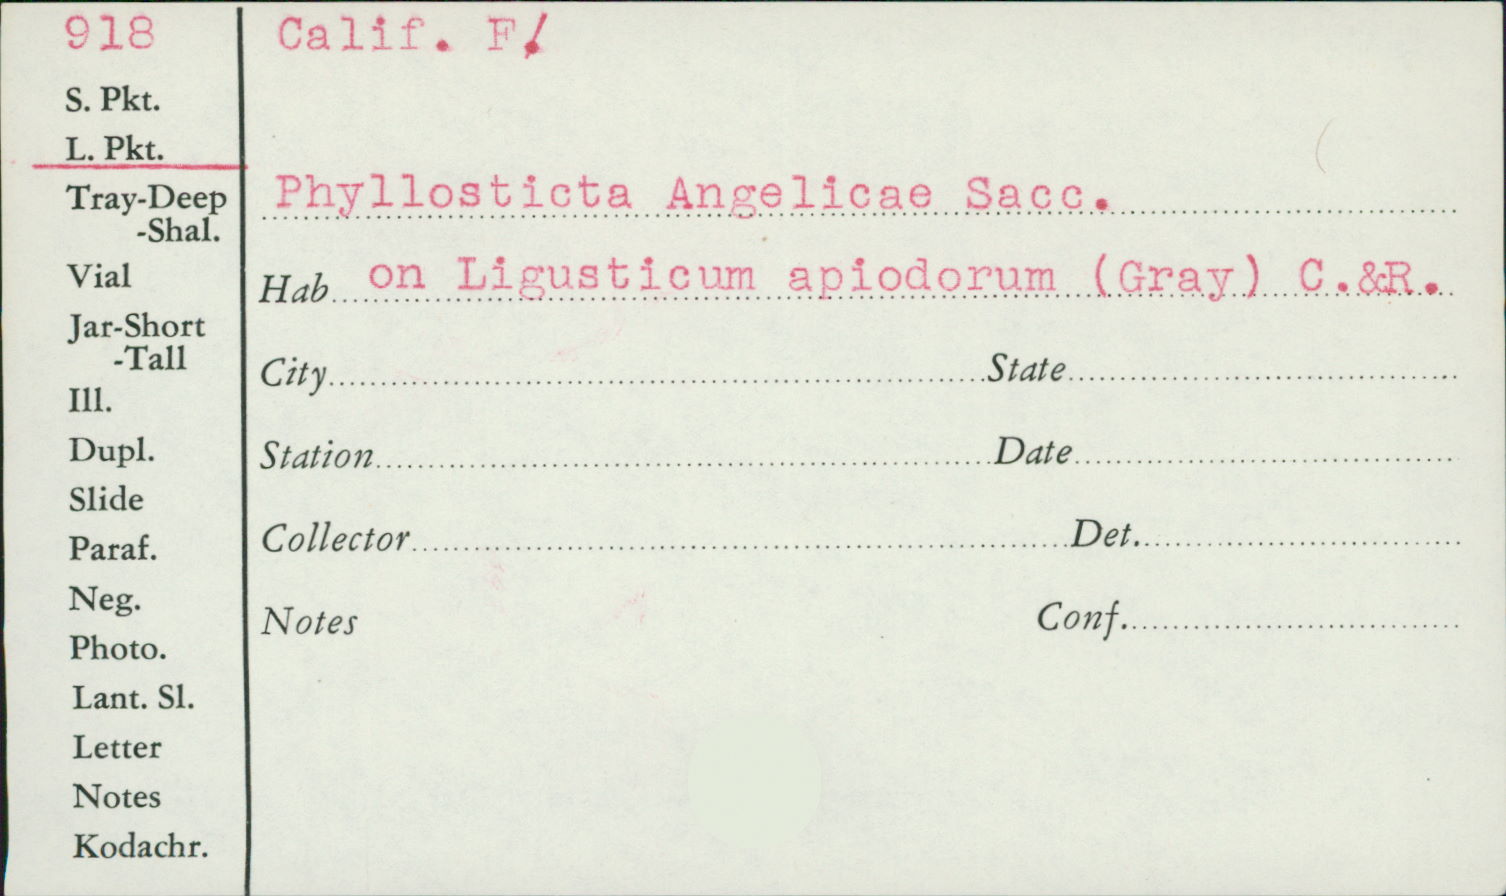 918
Calif. F!
S. Pkt.
L. Pkt.
Tray-Deep
-Shal.
Vial
Jar-Short
-Tall
Ill.
Dupl.
Slide
Paraf.
Neg.
Photo.
Lant. Sl.
Letter
Notes
Kodachr.
Phyllosticta Angelicae Sacc.
Hab on Ligusticum apiodorum (Gray) C.&R.
City State
Station Date
Collector Det.
Notes Conf.